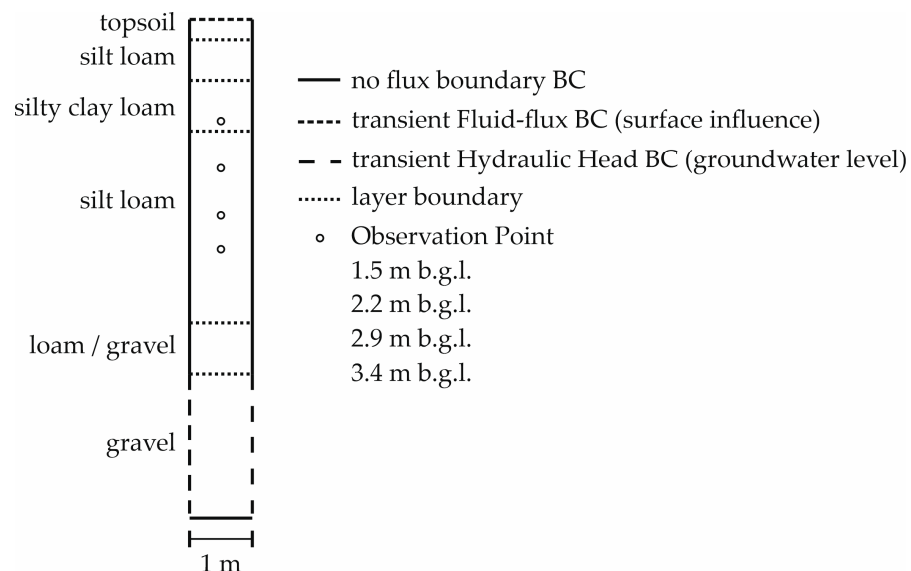 topsoil
silt loam
silty clay loam
silt loam
loam / gravel
gravel
1 m
no flux boundary BC
transient Fluid-flux BC (surface influence)
transient Hydraulic Head BC (groundwater level)
layer boundary
Observation Point
1.5 m b.g.l.
2.2 m b.g.l.
2.9 m b.g.l.
3.4 m b.g.l.